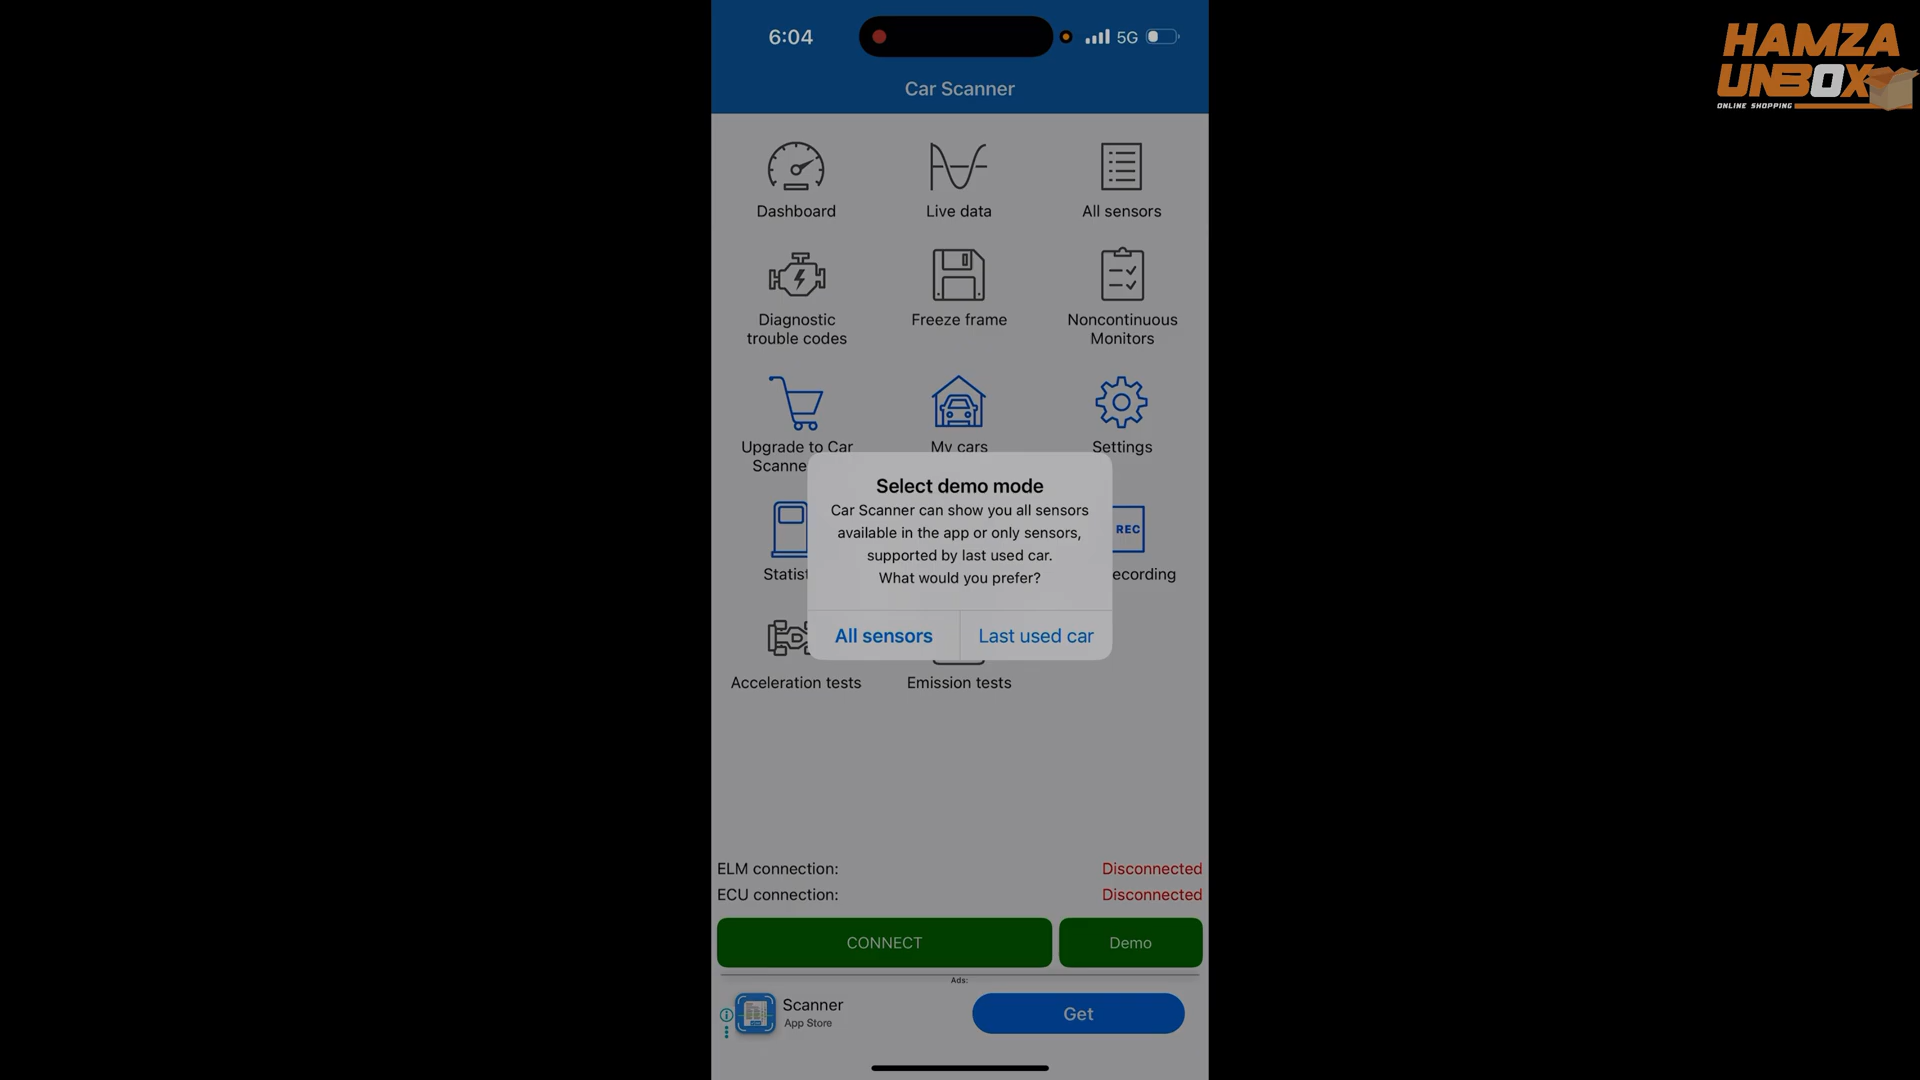 HAMZA
UNBOX
ONLINE SHOPPING
6:04
5G
Car Scanner
Dashboard
Live data
All sensors
Diagnostic
trouble codes
Freeze frame
Noncontinuous
Monitors
Upgrade to Car
Scanne
My cars
Settings
Select demo mode
Car Scanner can show you all sensors
available in the app or only sensors,
supported by last used car.
What would you prefer?
All sensors
Last used car
REC
Statist
ecording
Acceleration tests
Emission tests
ELM connection:
Disconnected
ECU connection:
Disconnected
CONNECT
Demo
Ads:
Scanner
App Store
Get